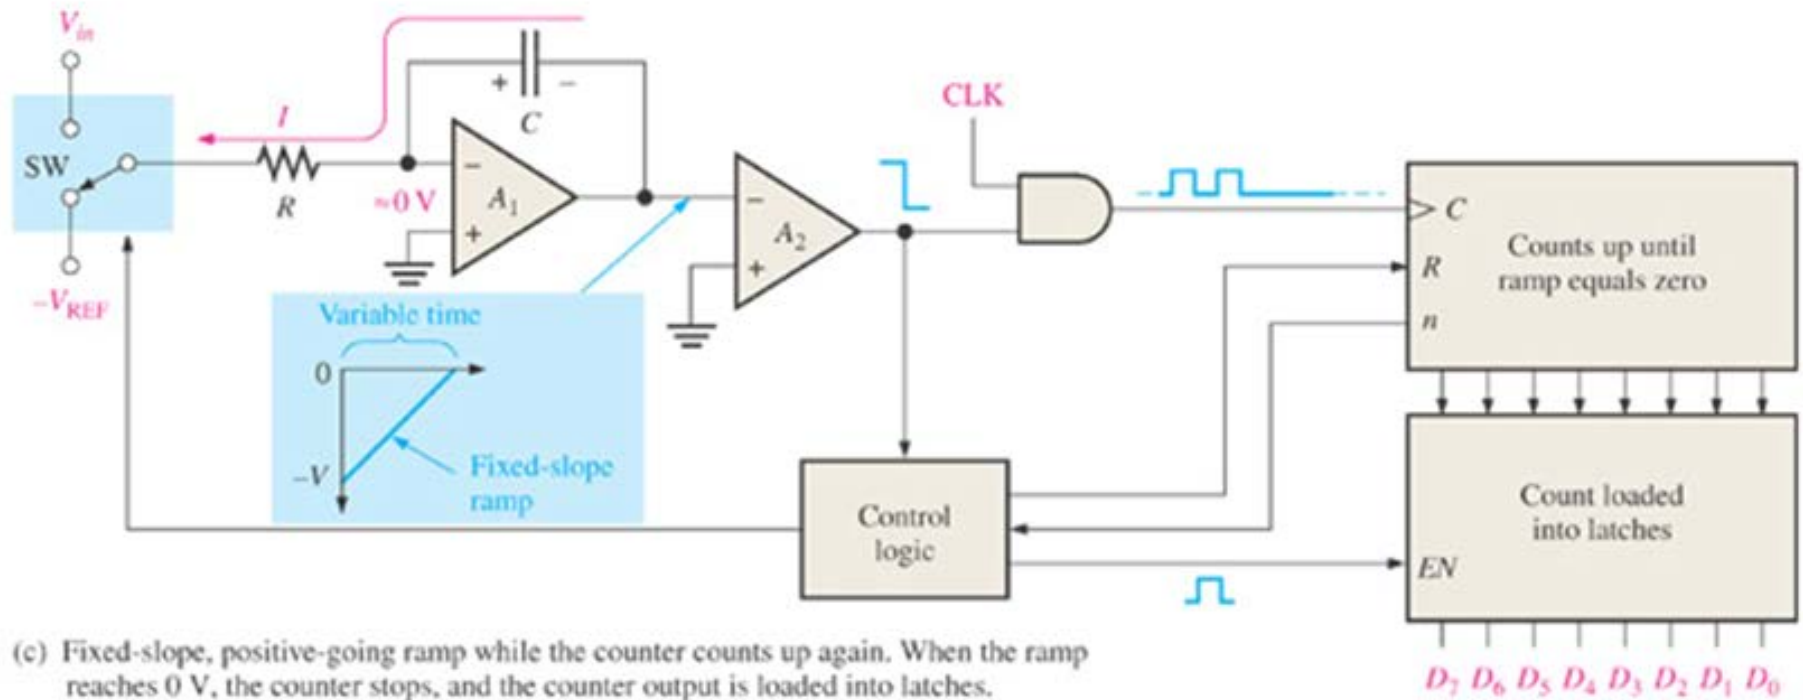 V_in
CLK
I
+ −
C
SW
R
≈0 V
−
A₁
+
−
A₂
+
C
R
n
Counts up until
ramp equals zero
−V_REF
Variable time
0
−V
Fixed-slope
ramp
Control
logic
Count loaded
into latches
EN
(c) Fixed-slope, positive-going ramp while the counter counts up again. When the ramp
reaches 0 V, the counter stops, and the counter output is loaded into latches.
D₇ D₆ D₅ D₄ D₃ D₂ D₁ D₀